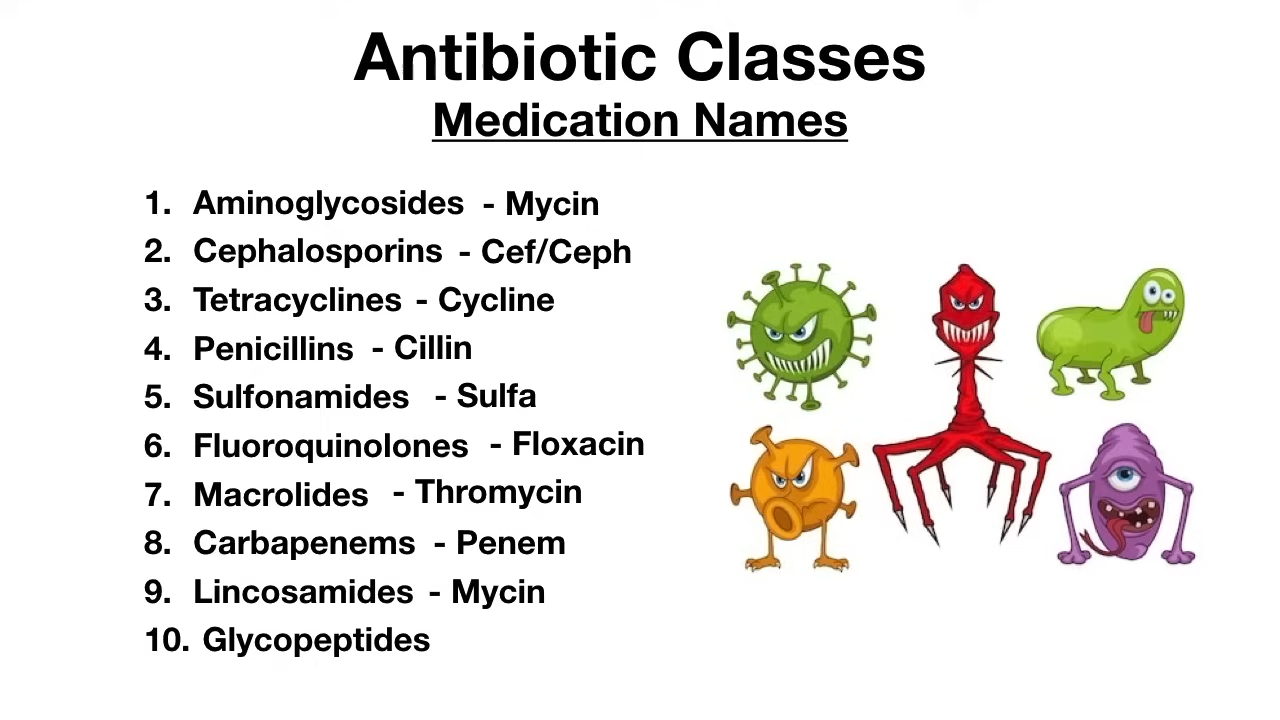 Antibiotic Classes
Medication Names
1. Aminoglycosides - Mycin
2. Cephalosporins - Cef/Ceph
3. Tetracyclines - Cycline
4. Penicillins - Cillin
5. Sulfonamides - Sulfa
6. Fluoroquinolones - Floxacin
7. Macrolides - Thromycin
8. Carbapenems - Penem
9. Lincosamides - Mycin
10. Glycopeptides